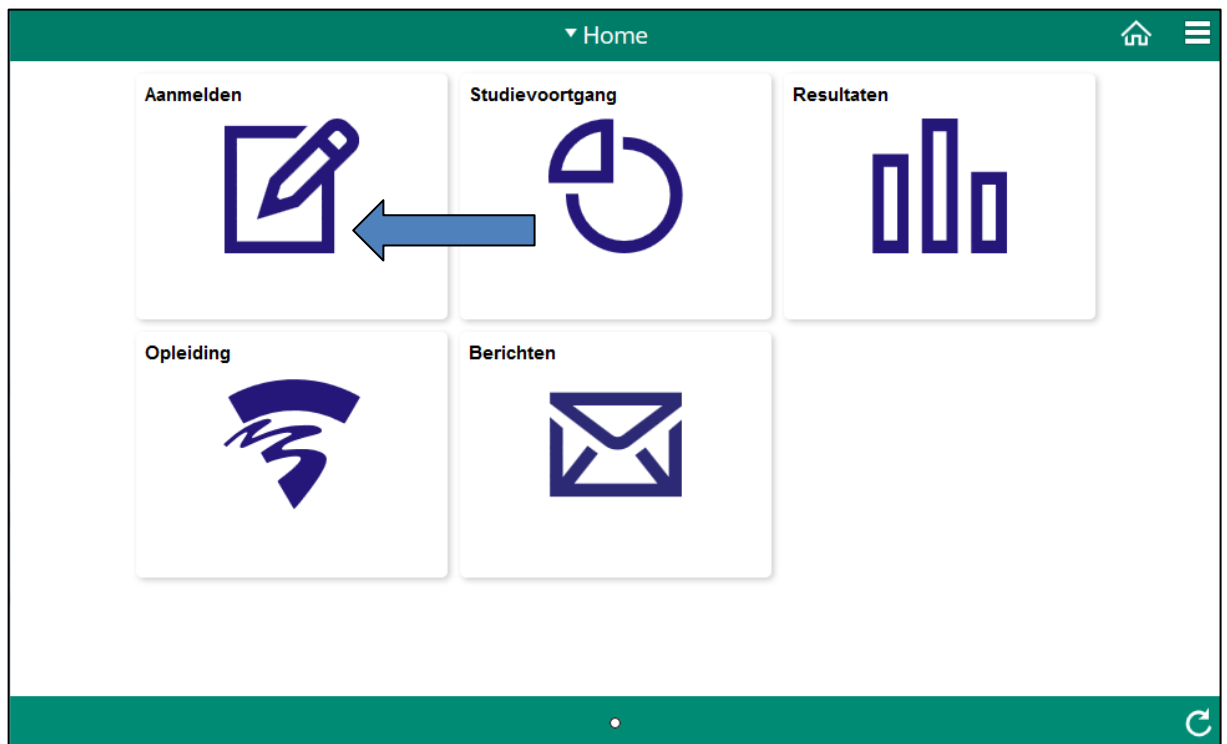 Home
Aanmelden
Studievoortgang
Resultaten
Opleiding
Berichten